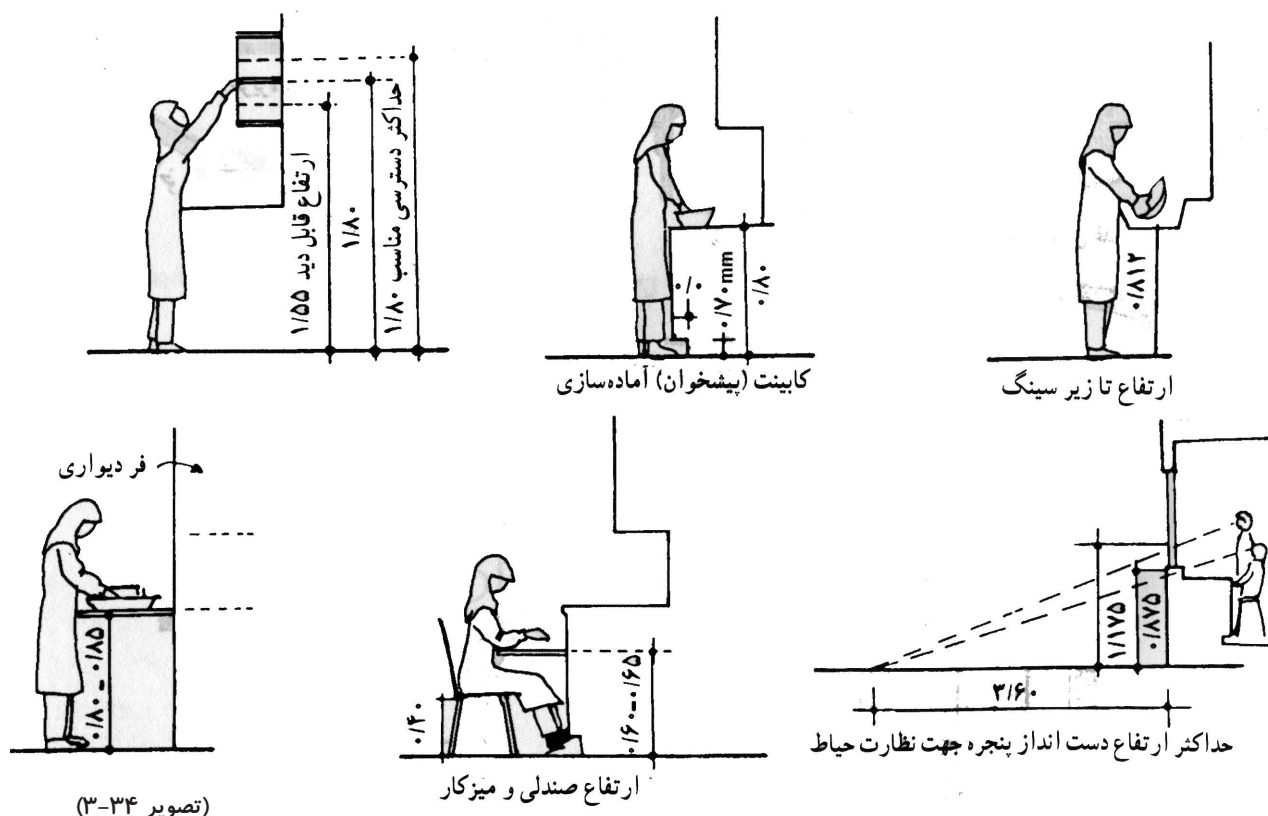 ارتفاع قابل دید ۱/۵۵
۱/۸۰
حداکثر دسترسی مناسب ۱/۸۰
۰/۰
۰/۷۰mm
۰/۸۰
کابینت (پیشخوان) آماده‌سازی
۰/۸۱۲
ارتفاع تا زیر سینگ
فر دیواری
۰/۸۰-۰/۸۵
۰/۴۰
۰/۶۰-۰/۶۵
ارتفاع صندلی و میزکار
۱/۱۷۵
۰/۸۷۵
۳/۶۰
حداکثر ارتفاع دست انداز پنجره جهت نظارت حیاط
(تصویر ۳۴-۳)